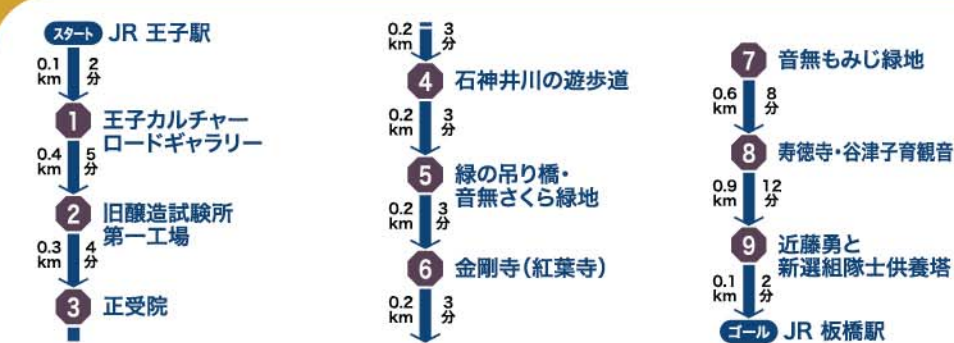 スタート JR 王子駅
0.1 km 2分
1 王子カルチャー
ロードギャラリー
0.4 km 5分
2 旧醸造試験所
第一工場
0.3 km 4分
3 正受院
0.2 km 3分
4 石神井川の遊歩道
0.2 km 3分
5 緑の吊り橋・
音無さくら緑地
0.2 km 3分
6 金剛寺(紅葉寺)
0.2 km 3分
7 音無もみじ緑地
0.6 km 8分
8 寿徳寺・谷津子育観音
0.9 km 12分
9 近藤勇と
新選組隊士供養塔
0.1 km 2分
ゴール JR 板橋駅